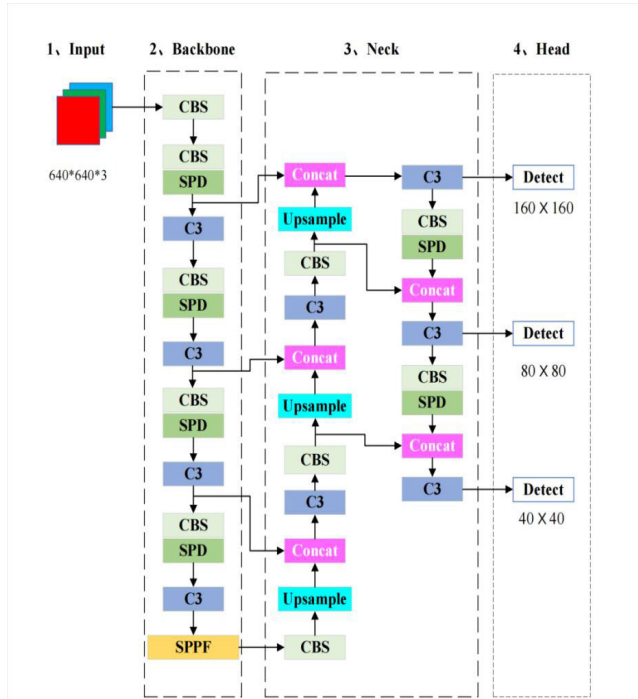 1、Input
2、Backbone
3、Neck
4、Head
640*640*3
CBS
CBS
SPD
C3
CBS
SPD
C3
CBS
SPD
C3
CBS
SPD
C3
SPPF
Concat
Upsample
CBS
C3
Concat
Upsample
CBS
C3
Concat
Upsample
CBS
C3
CBS
SPD
Concat
C3
CBS
SPD
Concat
C3
Detect
160 X 160
Detect
80 X 80
Detect
40 X 40